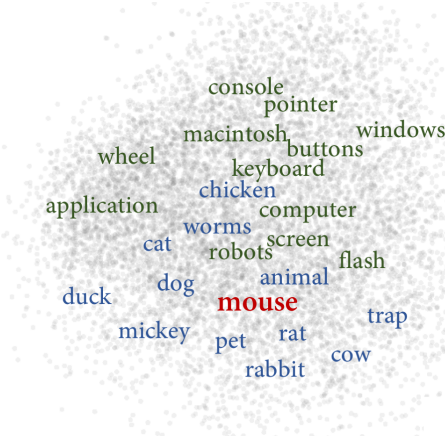 console
pointer
windows
macintosh
buttons
wheel
keyboard
chicken
application
computer
worms
cat
screen
robots
flash
animal
dog
duck
mouse
trap
mickey
rat
pet
cow
rabbit